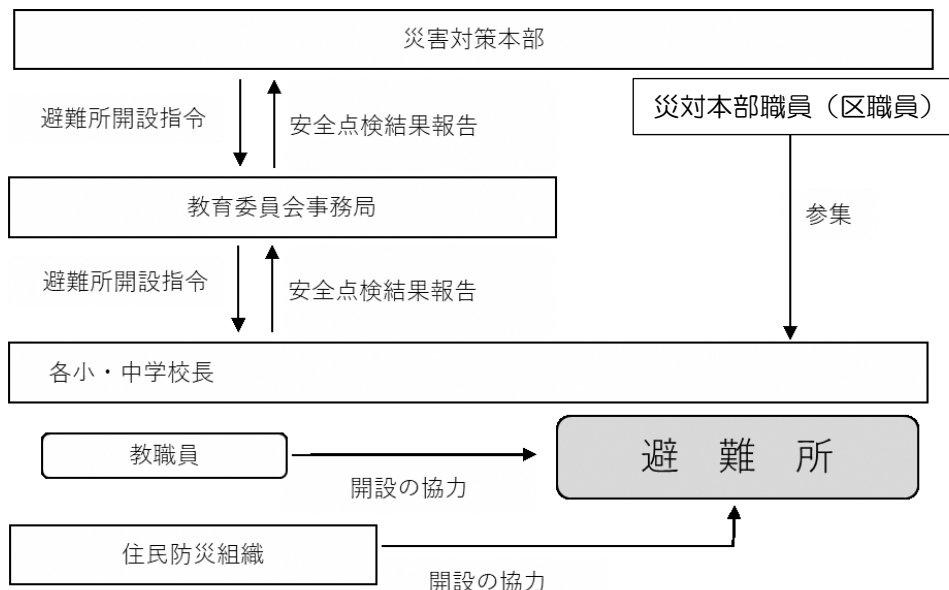 災害対策本部
災対本部職員（区職員）
避難所開設指令
安全点検結果報告
教育委員会事務局
参集
避難所開設指令
安全点検結果報告
各小・中学校長
教職員
避難所
開設の協力
住民防災組織
開設の協力